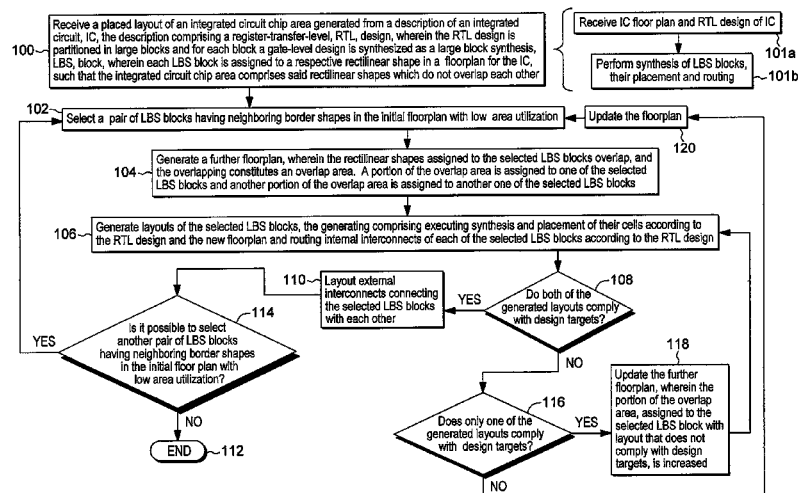 Receive a placed layout of an integrated circuit chip area generated from a description of an integrated
circuit, IC, the description comprising a register-transfer-level, RTL, design, wherein the RTL design is
partitioned in large blocks and for each block a gate-level design is synthesized as a large block synthesis,
LBS, block, wherein each LBS block is assigned to a respective rectilinear shape in a floorplan for the IC,
such that the integrated circuit chip area comprises said rectilinear shapes which do not overlap each other
100
Receive IC floor plan and RTL design of IC
101a
Perform synthesis of LBS blocks,
their placement and routing
101b
102
Select a pair of LBS blocks having neighboring border shapes in the initial floorplan with low area utilization
Update the floorplan
120
104
Generate a further floorplan, wherein the rectilinear shapes assigned to the selected LBS blocks overlap, and
the overlapping constitutes an overlap area. A portion of the overlap area is assigned to one of the selected
LBS blocks and another portion of the overlap area is assigned to another one of the selected LBS blocks
106
Generate layouts of the selected LBS blocks, the generating comprising executing synthesis and placement of their cells according to
the RTL design and the new floorplan and routing internal interconnects of each of the selected LBS blocks according to the RTL design
108
Do both of the
generated layouts comply
with design targets?
YES
NO
110
Layout external
interconnects connecting
the selected LBS blocks
with each other
114
Is it possible to select
another pair of LBS blocks
having neighboring border shapes
in the initial floor plan with
low area utilization?
YES
NO
END
112
116
Does only one of the
generated layouts comply
with design targets?
YES
NO
118
Update the further
floorplan, wherein the
portion of the overlap
area, assigned to the
selected LBS block with
layout that does not
comply with design
targets, is increased